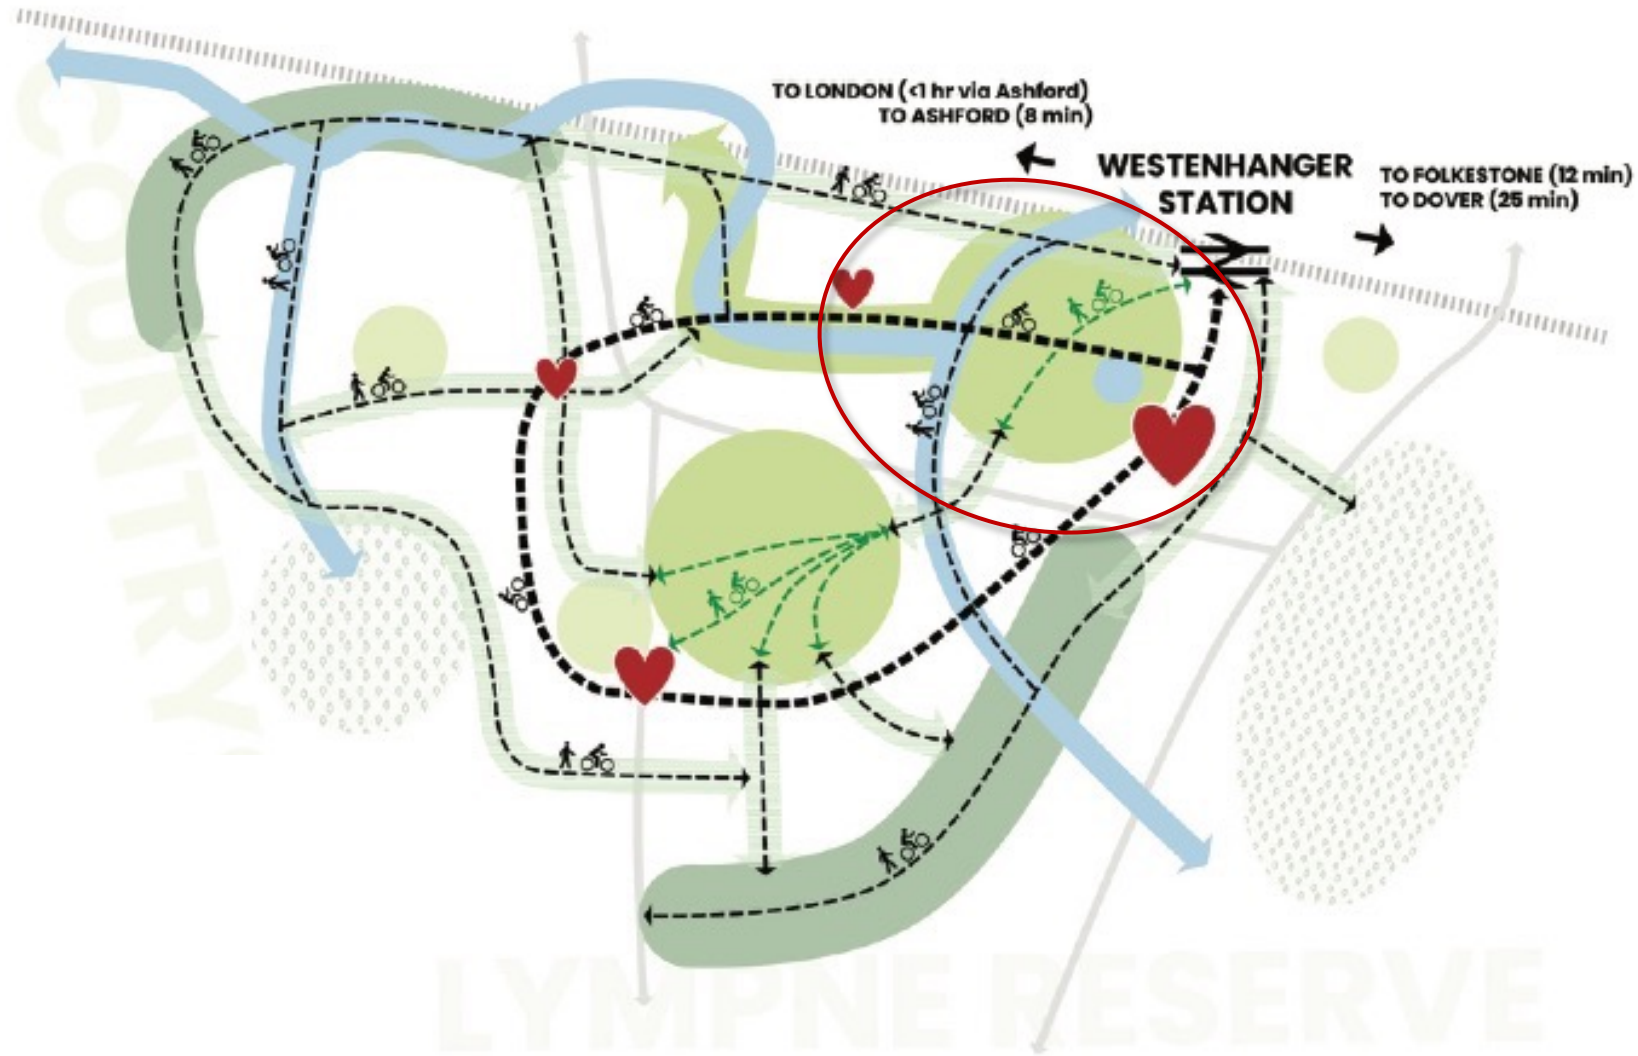 TO LONDON (<1 hr via Ashford)
TO ASHFORD (8 min)
WESTENHANGER
STATION
TO FOLKESTONE (12 min)
TO DOVER (25 min)
COUNTRY
LYMPNE RESERVE